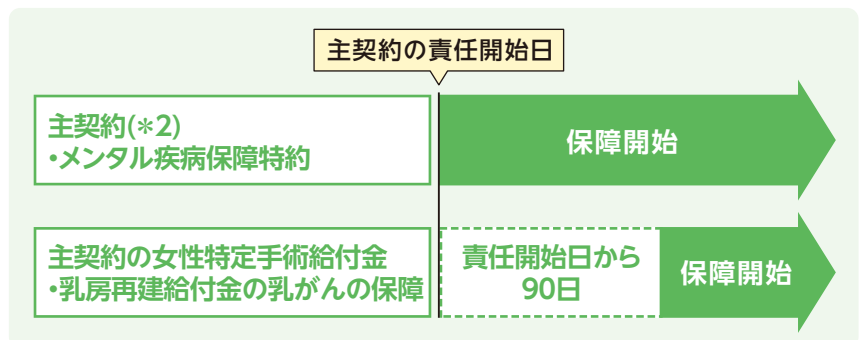 主契約の責任開始日
主契約(＊2)
・メンタル疾病保障特約
保障開始
主契約の女性特定手術給付金
・乳房再建給付金の乳がんの保障
責任開始日から
90日
保障開始